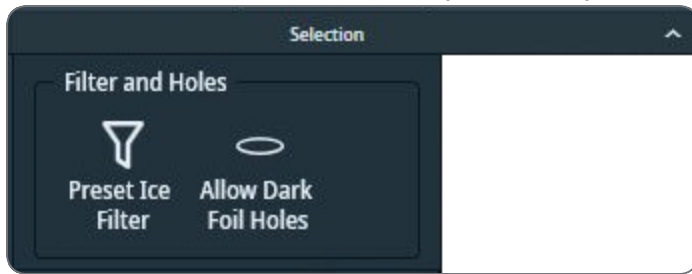 Selection
Filter and Holes
Preset Ice Allow Dark
Filter Foil Holes